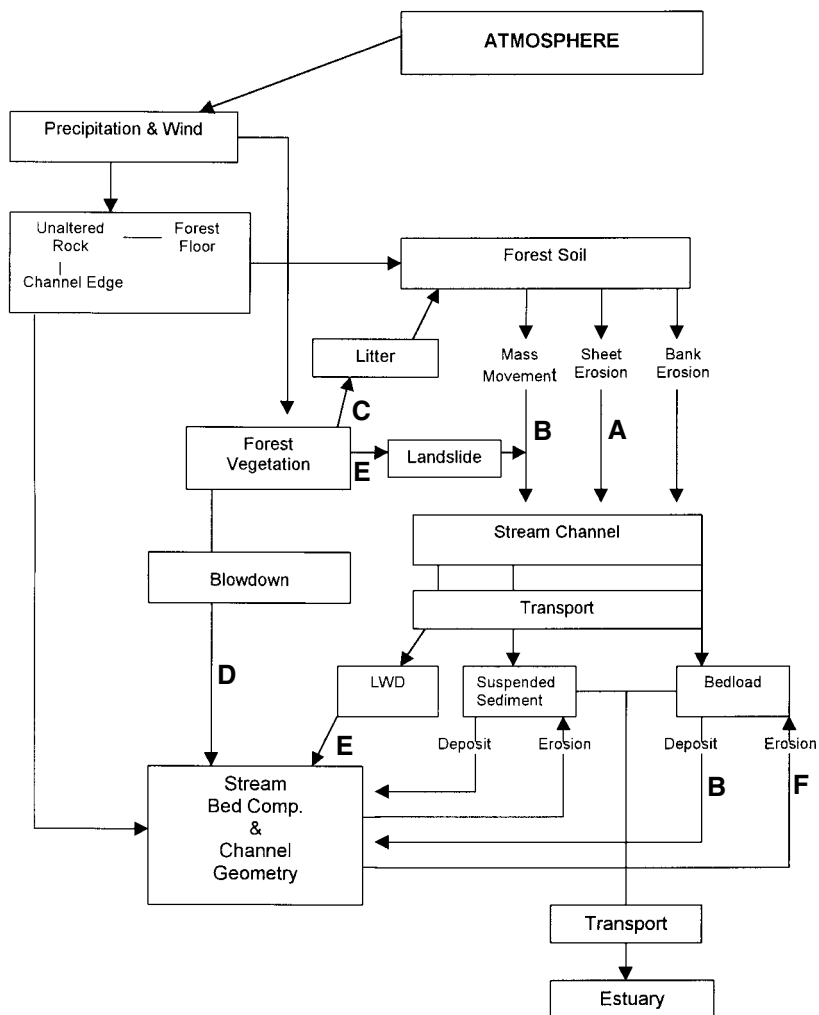 ATMOSPHERE
Precipitation & Wind
Unaltered
Rock
Forest
Floor
Channel Edge
Forest Soil
Litter
Mass
Movement
Sheet
Erosion
Bank
Erosion
C
B
A
Forest
Vegetation
E
Landslide
Stream Channel
Blowdown
Transport
D
LWD
Suspended
Sediment
Bedload
E
Deposit
Erosion
Deposit
Erosion
B
F
Stream
Bed Comp.
&
Channel
Geometry
Transport
Estuary